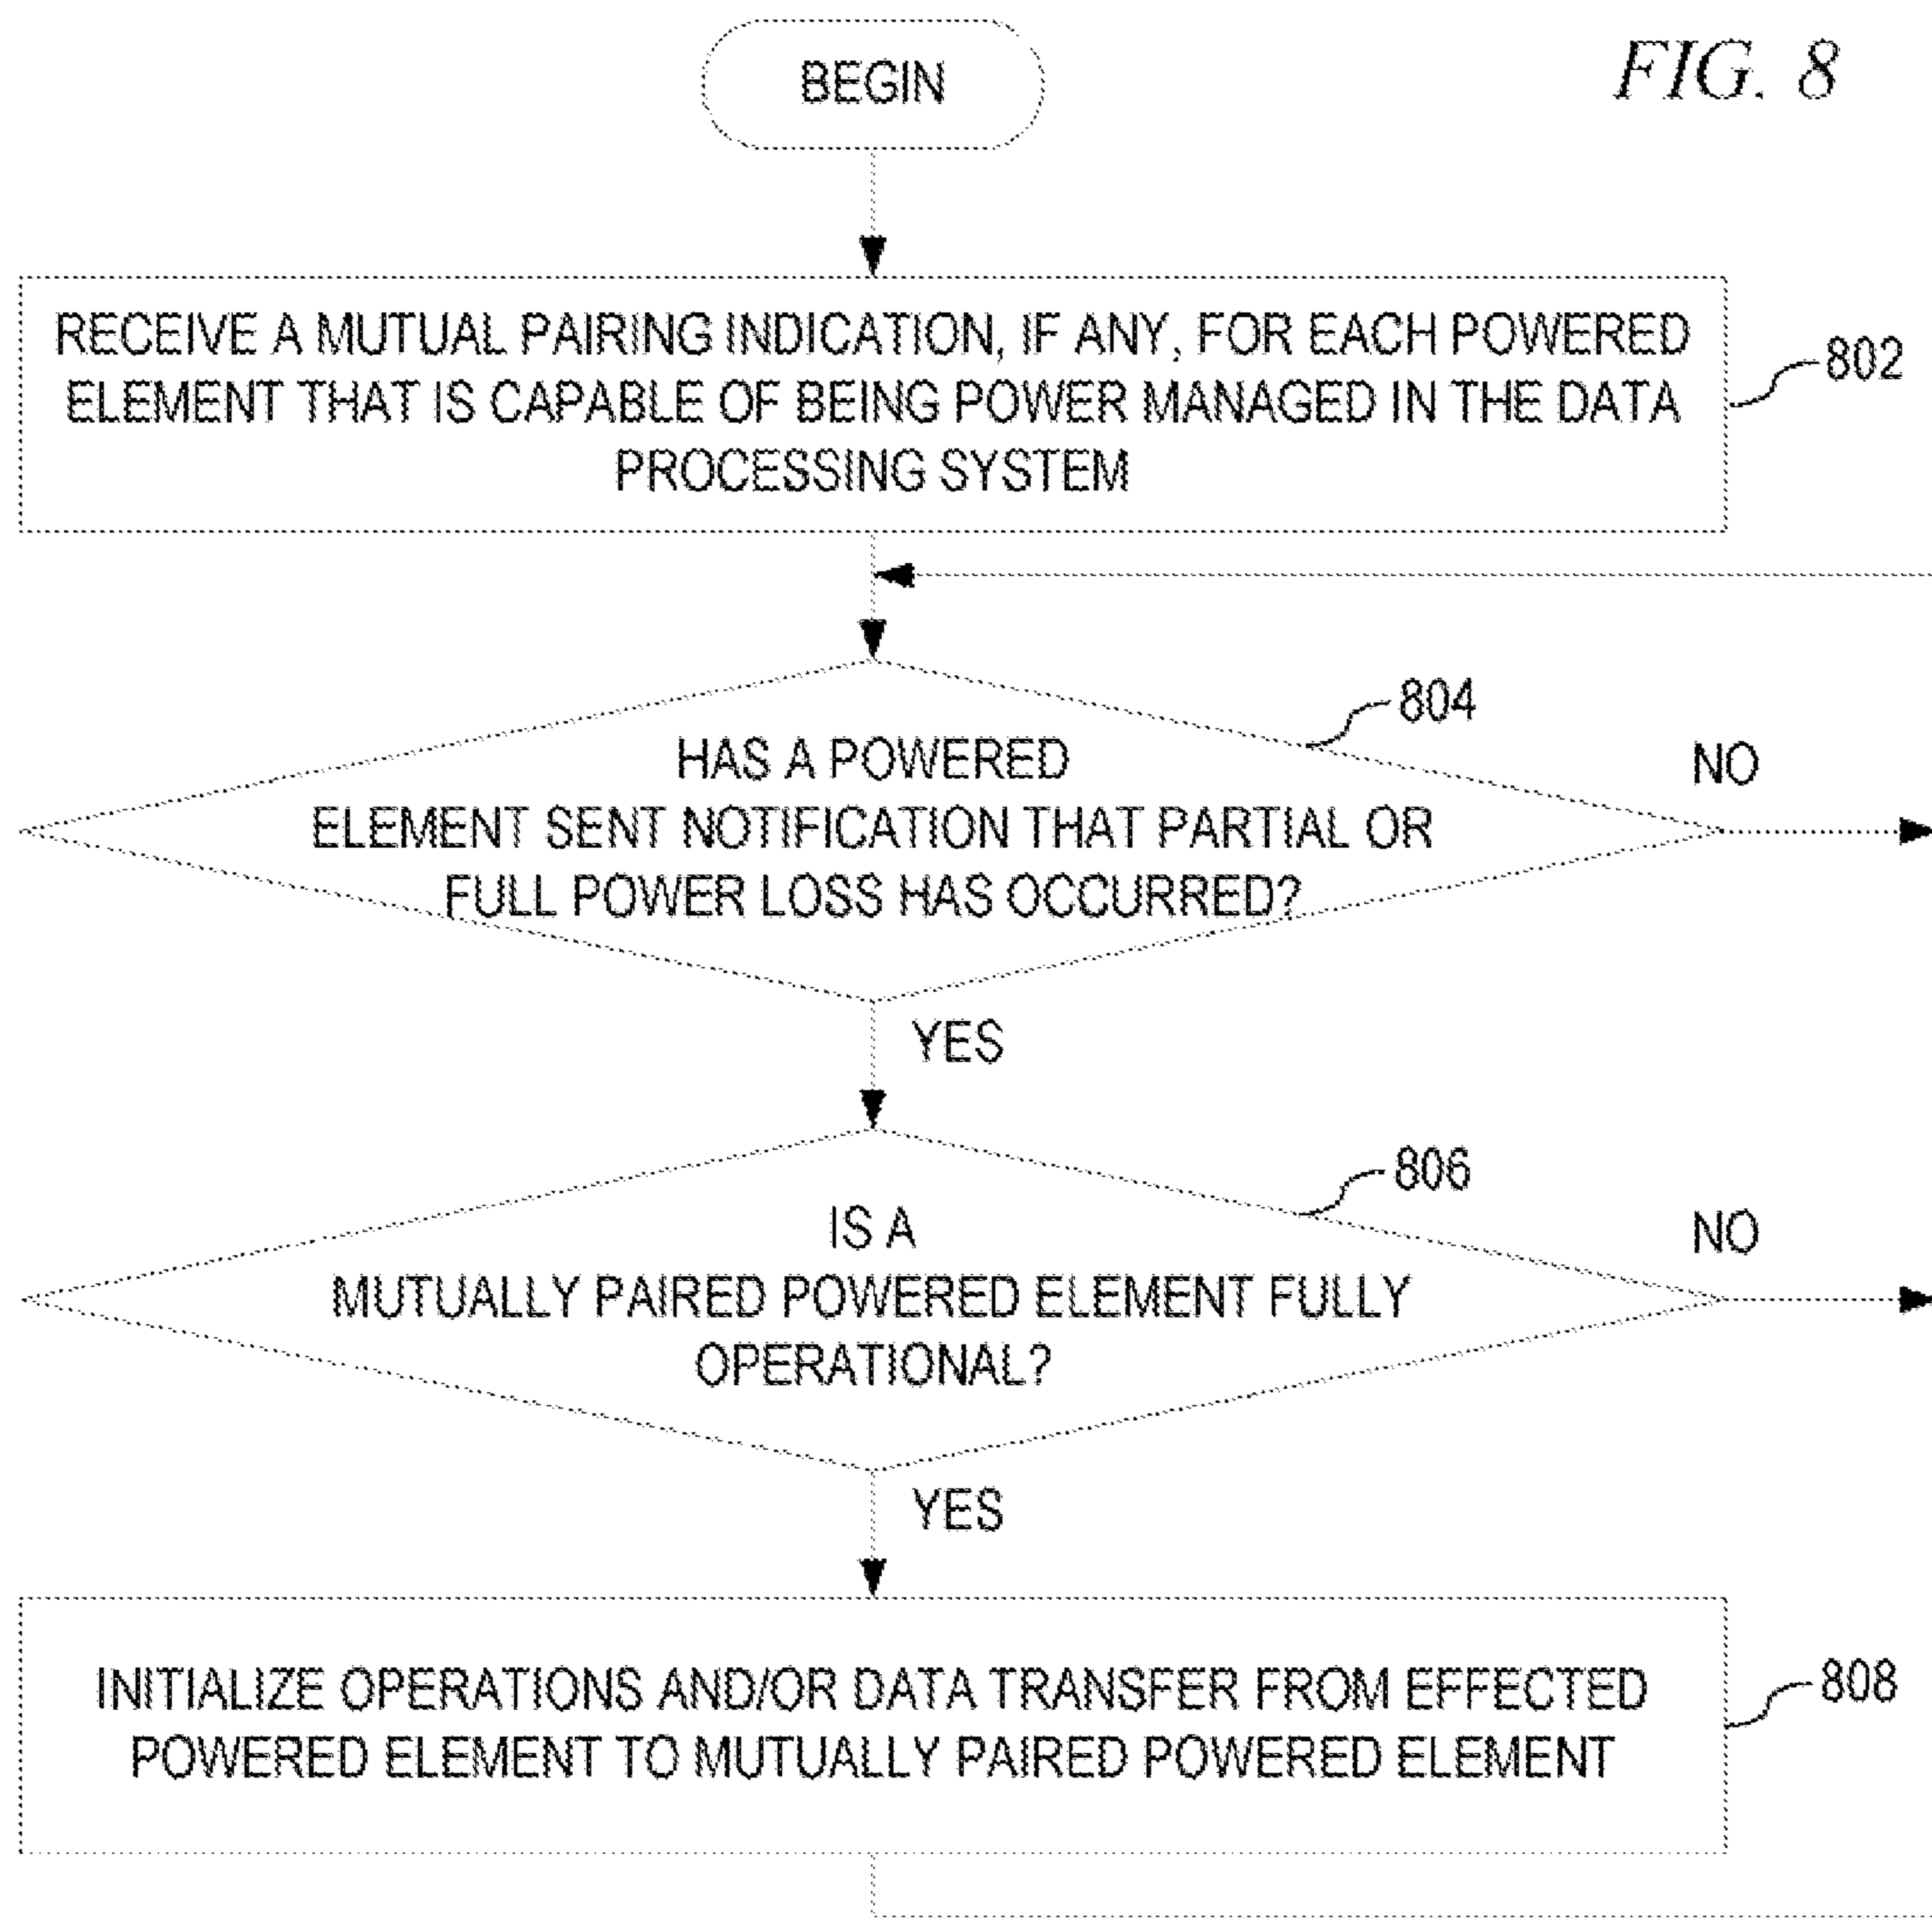 FIG. 8
BEGIN
RECEIVE A MUTUAL PAIRING INDICATION, IF ANY, FOR EACH POWERED
ELEMENT THAT IS CAPABLE OF BEING POWER MANAGED IN THE DATA
PROCESSING SYSTEM
802
804
HAS A POWERED
ELEMENT SENT NOTIFICATION THAT PARTIAL OR
FULL POWER LOSS HAS OCCURRED?
NO
YES
806
IS A
MUTUALLY PAIRED POWERED ELEMENT FULLY
OPERATIONAL?
NO
YES
INITIALIZE OPERATIONS AND/OR DATA TRANSFER FROM EFFECTED
POWERED ELEMENT TO MUTUALLY PAIRED POWERED ELEMENT
808